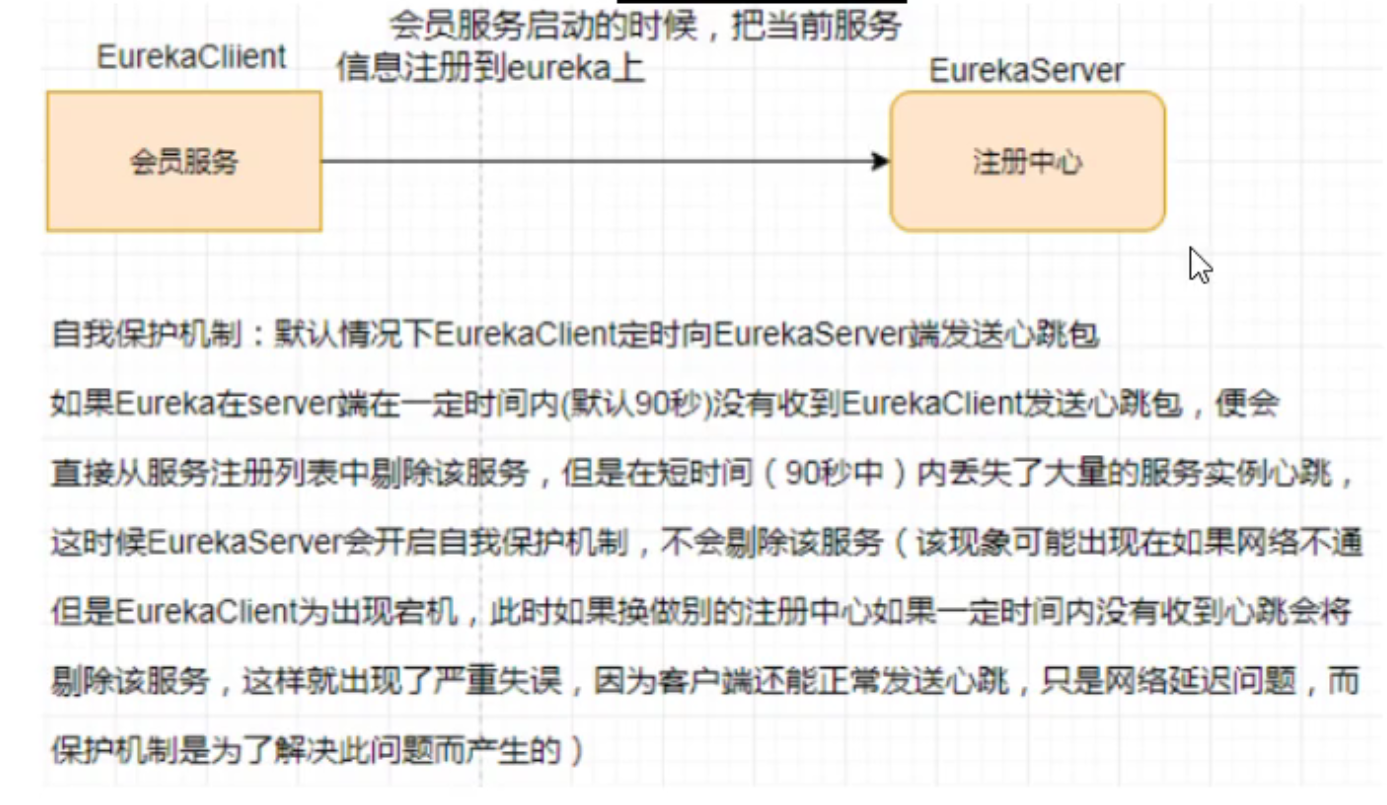 会员服务启动的时候，把当前服务
信息注册到eureka上
EurekaCliient
EurekaServer
会员服务
注册中心
自我保护机制：默认情况下EurekaClient定时向EurekaServer端发送心跳包
如果Eureka在server端在一定时间内(默认90秒)没有收到EurekaClient发送心跳包，便会
直接从服务注册列表中剔除该服务，但是在短时间（90秒中）内丢失了大量的服务实例心跳，
这时候EurekaServer会开启自我保护机制，不会剔除该服务（该现象可能出现在如果网络不通
但是EurekaClient为出现宕机，此时如果换做别的注册中心如果一定时间内没有收到心跳会将
剔除该服务，这样就出现了严重失误，因为客户端还能正常发送心跳，只是网络延迟问题，而
保护机制是为了解决此问题而产生的）